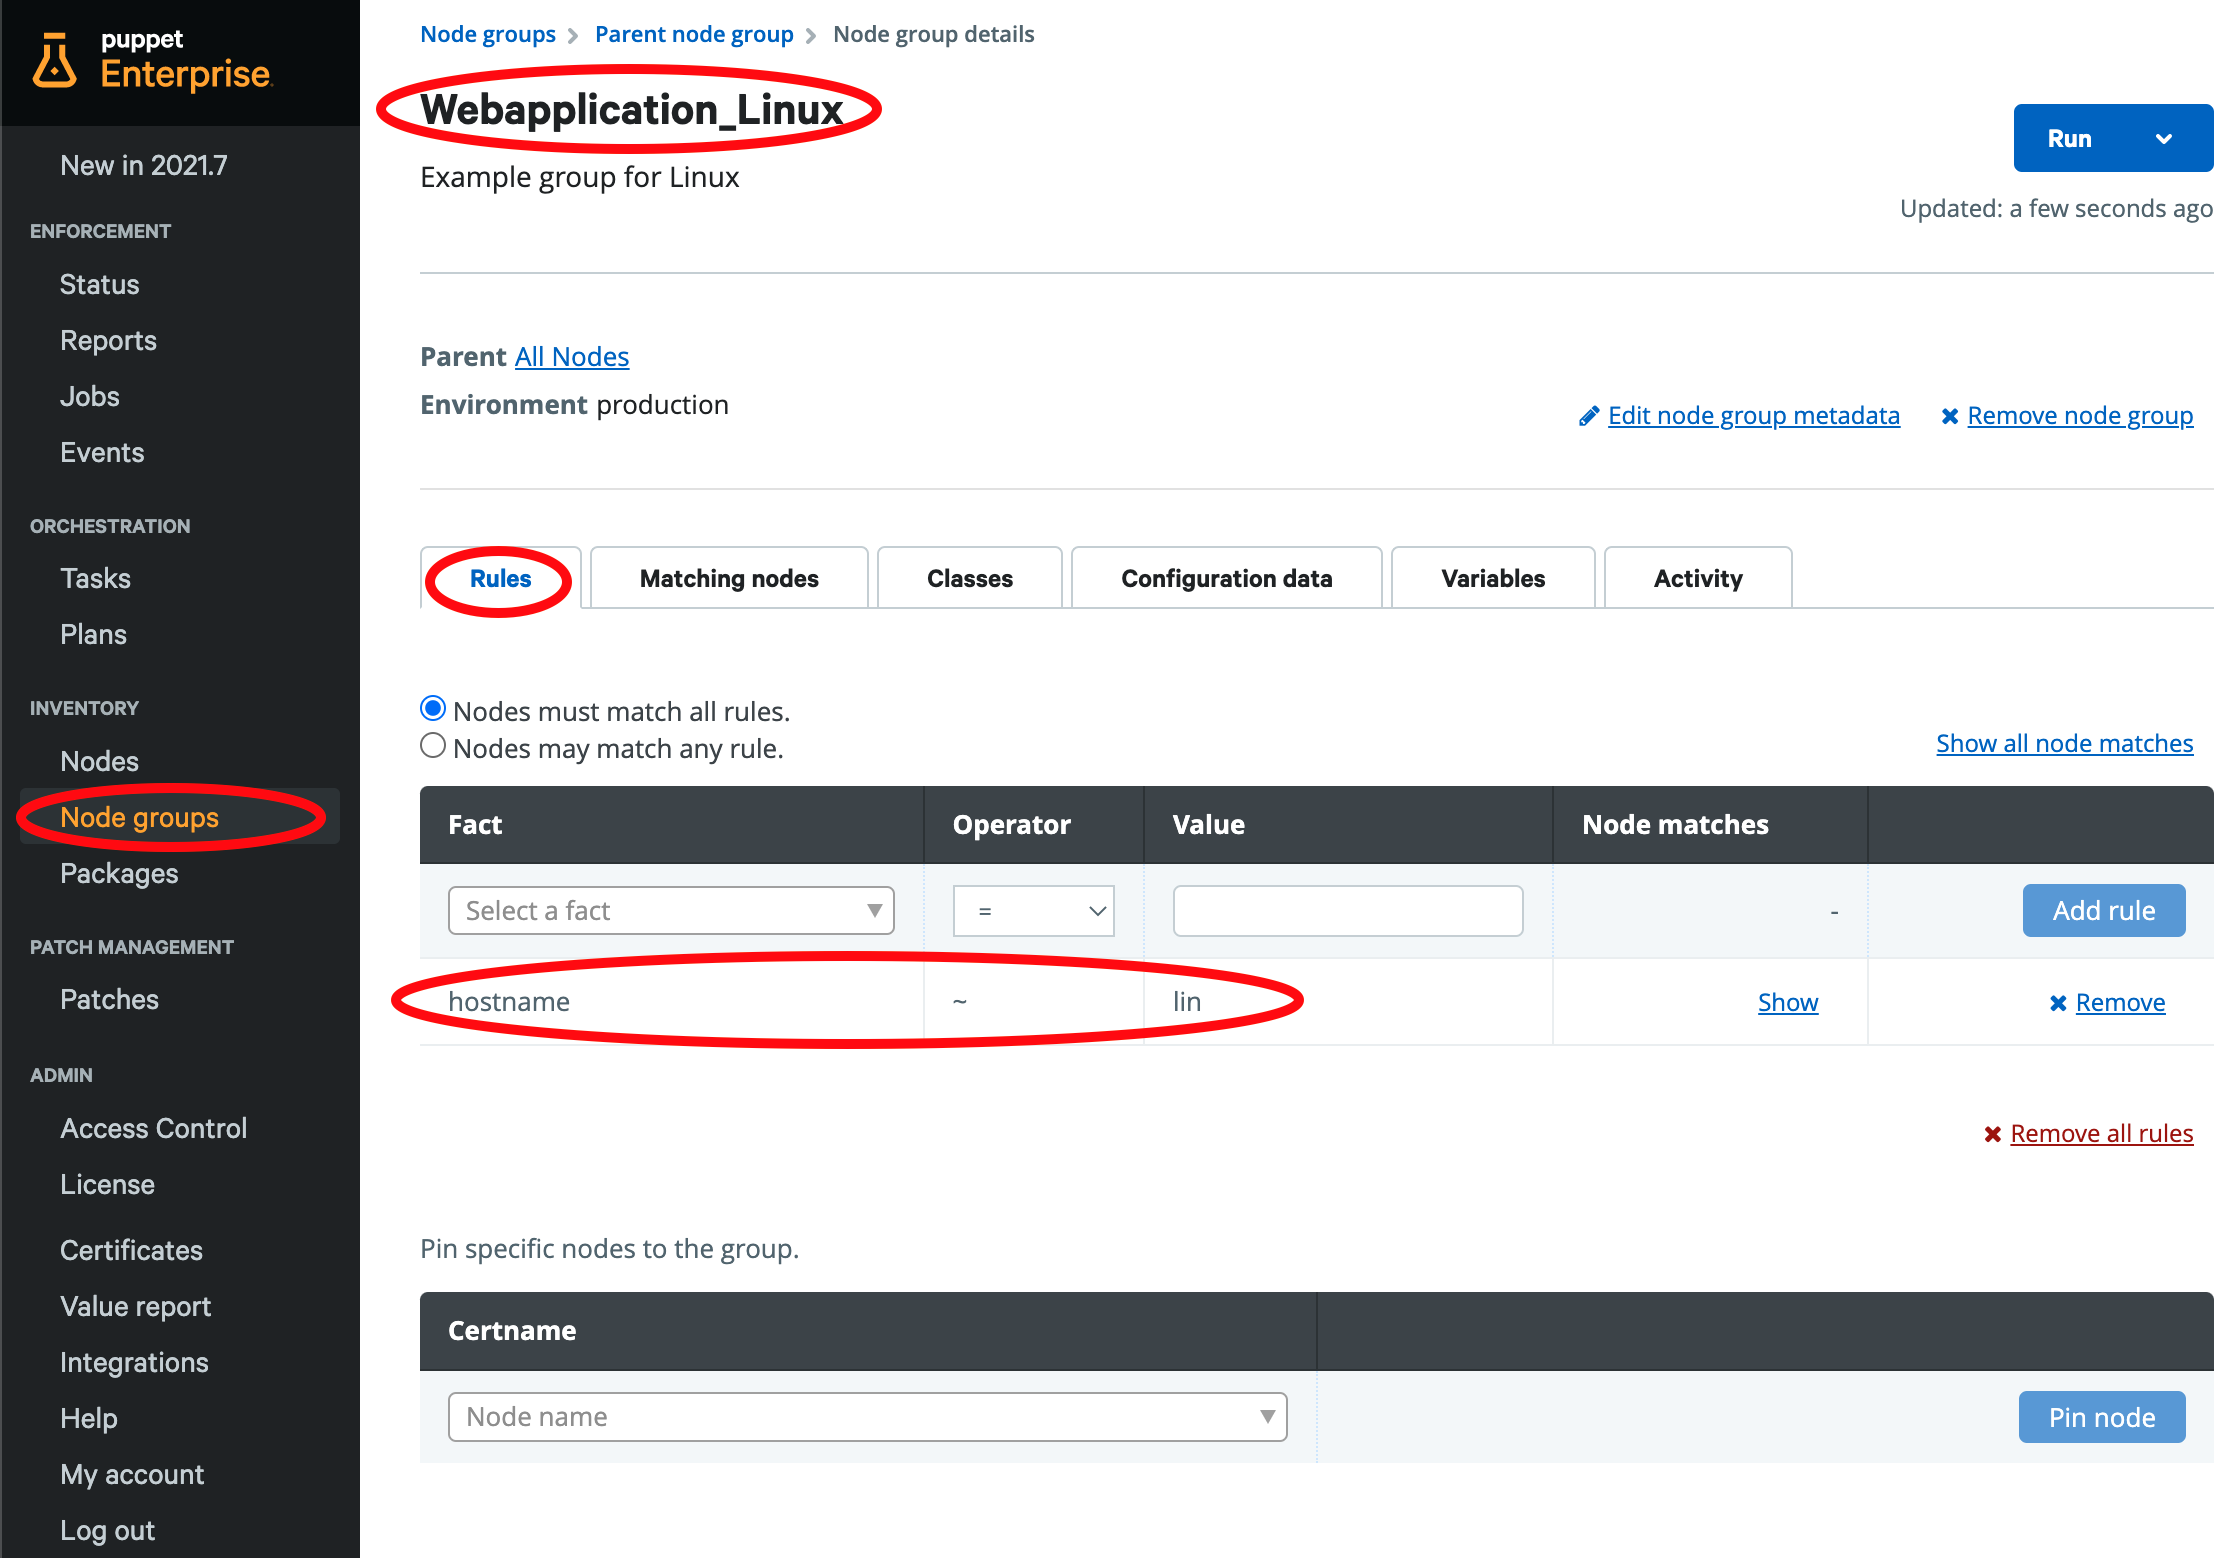 puppet
Enterprise
New in 2021.7
ENFORCEMENT
Status
Reports
Jobs
Events
ORCHESTRATION
Tasks
Plans
INVENTORY
Nodes
Node groups
Packages
PATCH MANAGEMENT
Patches
ADMIN
Access Control
License
Certificates
Value report
Integrations
Help
My account
Log out
Node groups > Parent node group > Node group details
Webapplication_Linux
Example group for Linux
Run
Updated: a few seconds ago
Parent All Nodes
Environment production
Edit node group metadata
Remove node group
Rules Matching nodes Classes Configuration data Variables Activity
Nodes must match all rules.
Nodes may match any rule.
Show all node matches
Fact Operator Value Node matches
Select a fact = - Add rule
hostname ~ lin Show Remove
Remove all rules
Pin specific nodes to the group.
Certname
Node name Pin node